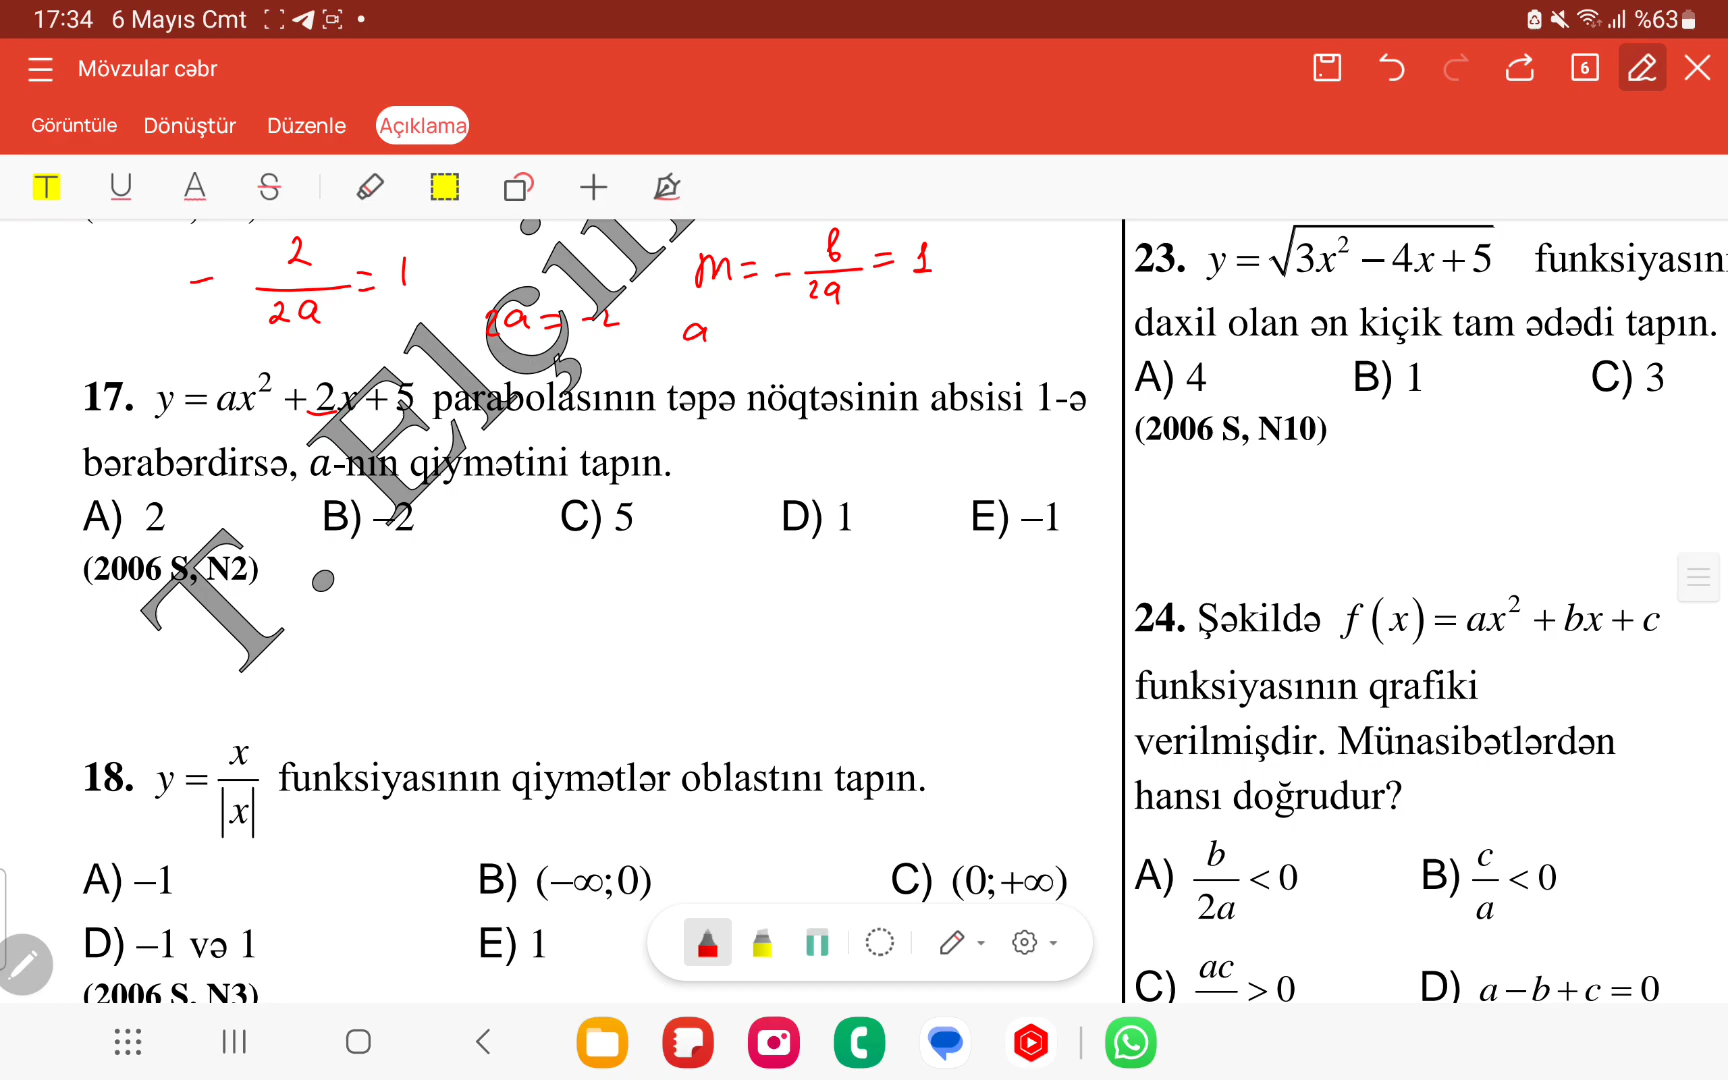 17:34 6 Mayıs Cmt
%63
Mövzular cəbr
6
Görüntüle Dönüştür Düzenle Açıklama
T U A S
- 2/2a = 1
2a = -2
m = - b/2a = 1
a
17. y = ax² + 2x + 5 parabolasının təpə nöqtəsinin absisi 1-ə
bərabərdirsə, a-nın qiymətini tapın.
A) 2 B) –2 C) 5 D) 1 E) –1
(2006 S, N2)
T. Elçin
18. y = x/|x| funksiyasının qiymətlər oblastını tapın.
A) –1 B) (–∞;0) C) (0;+∞)
D) –1 və 1 E) 1
(2006 S, N3)
23. y = √(3x² – 4x + 5) funksiyasın
daxil olan ən kiçik tam ədədi tapın.
A) 4 B) 1 C) 3
(2006 S, N10)
24. Şəkildə f(x) = ax² + bx + c
funksiyasının qrafiki
verilmişdir. Münasibətlərdən
hansı doğrudur?
A) b/2a < 0 B) c/a < 0
C) ac > 0 D) a – b + c = 0